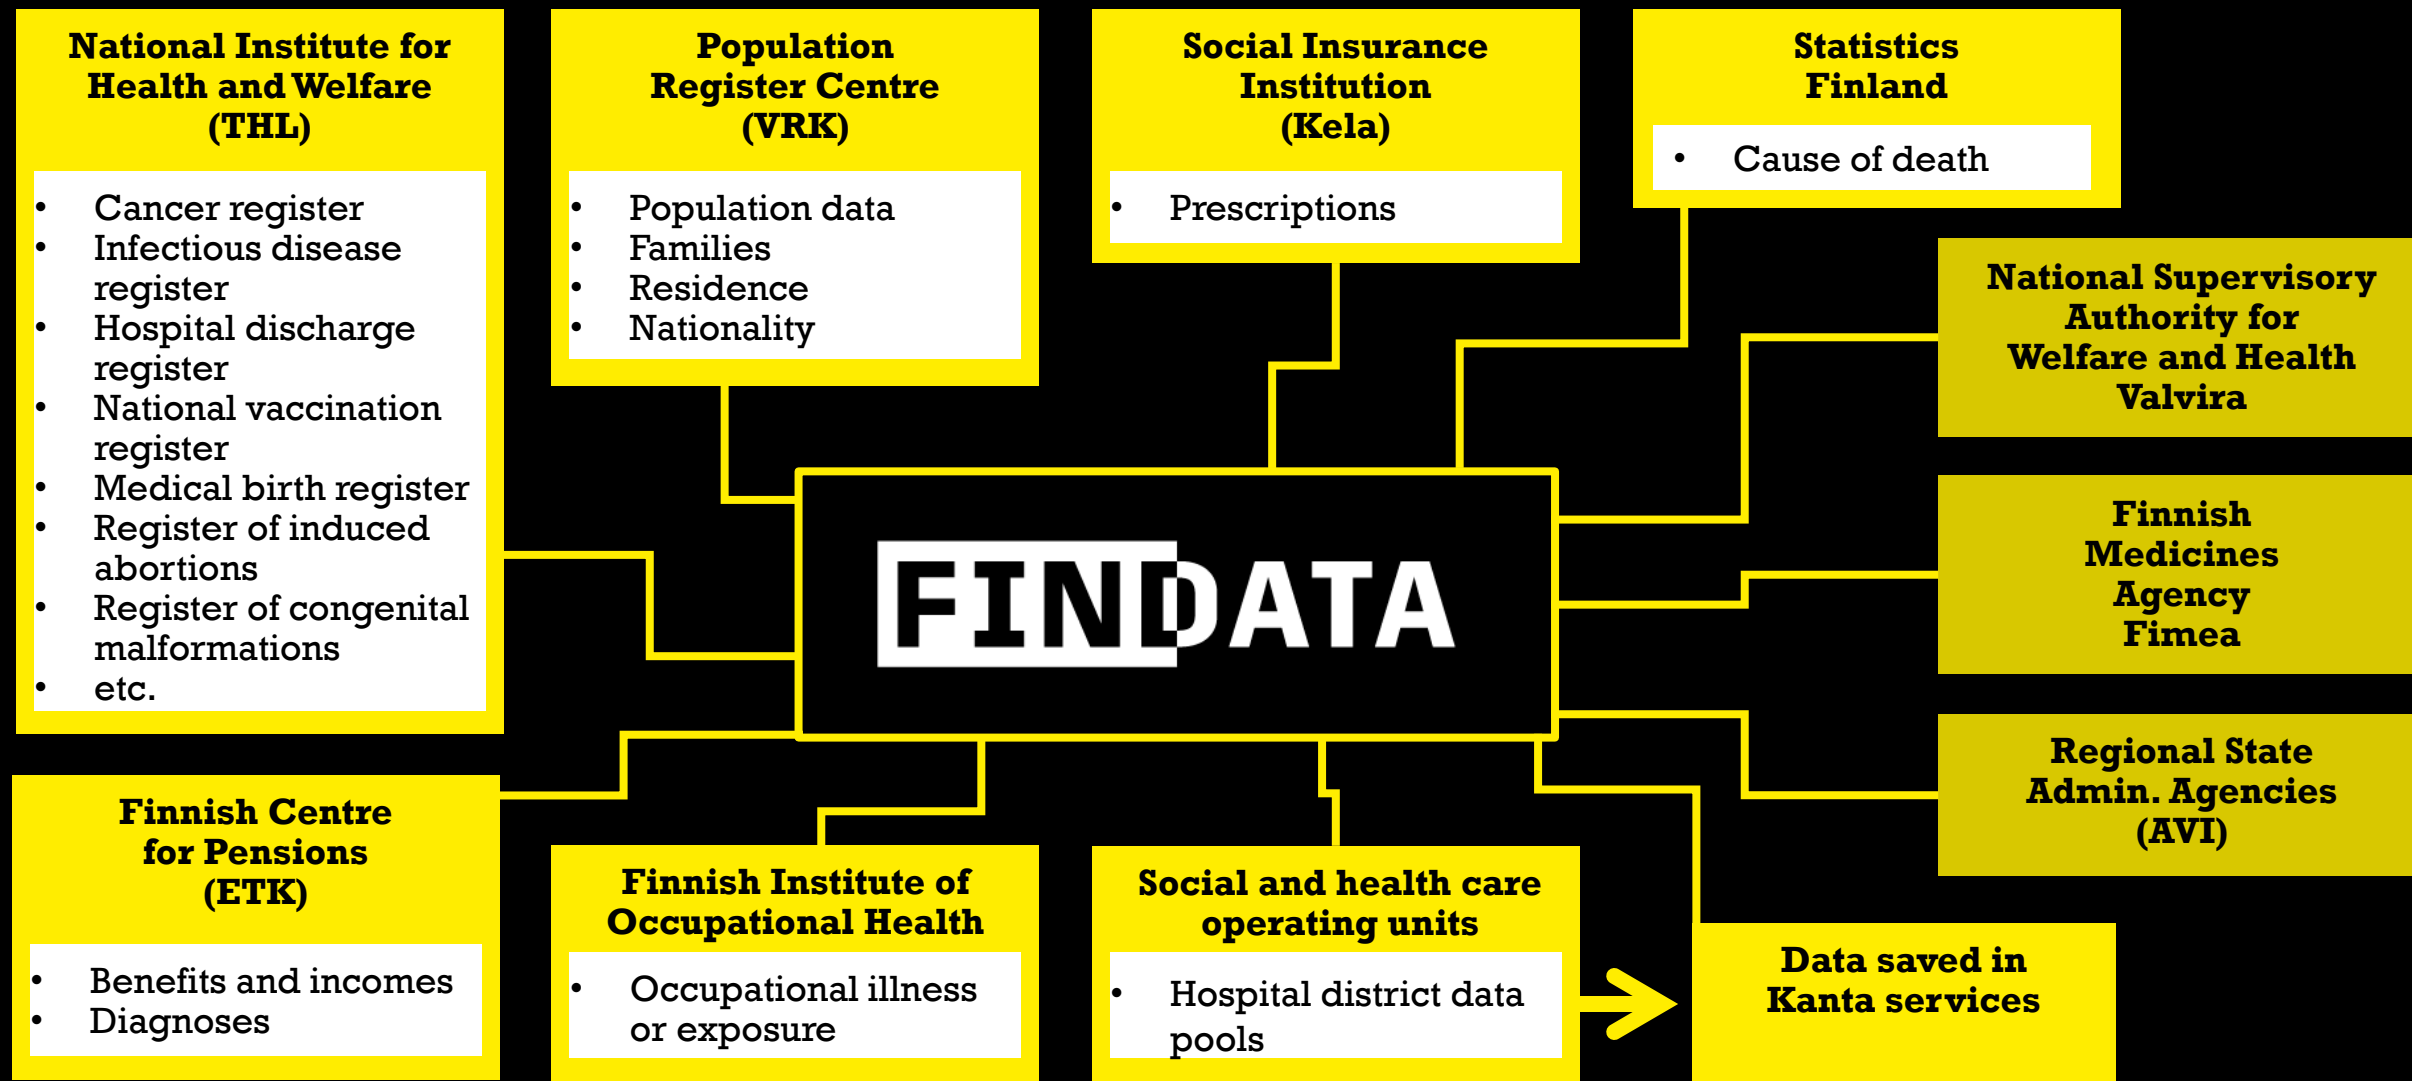 National Institute for
Health and Welfare
(THL)
• Cancer register
• Infectious disease
register
• Hospital discharge
register
• National vaccination
register
• Medical birth register
• Register of induced
abortions
• Register of congenital
malformations
• etc.
Population
Register Centre
(VRK)
• Population data
• Families
• Residence
• Nationality
Social Insurance
Institution
(Kela)
• Prescriptions
Statistics
Finland
• Cause of death
National Supervisory
Authority for
Welfare and Health
Valvira
Finnish
Medicines
Agency
Fimea
Regional State
Admin. Agencies
(AVI)
FINDATA
Finnish Centre
for Pensions
(ETK)
• Benefits and incomes
• Diagnoses
Finnish Institute of
Occupational Health
• Occupational illness
or exposure
Social and health care
operating units
• Hospital district data
pools
Data saved in
Kanta services